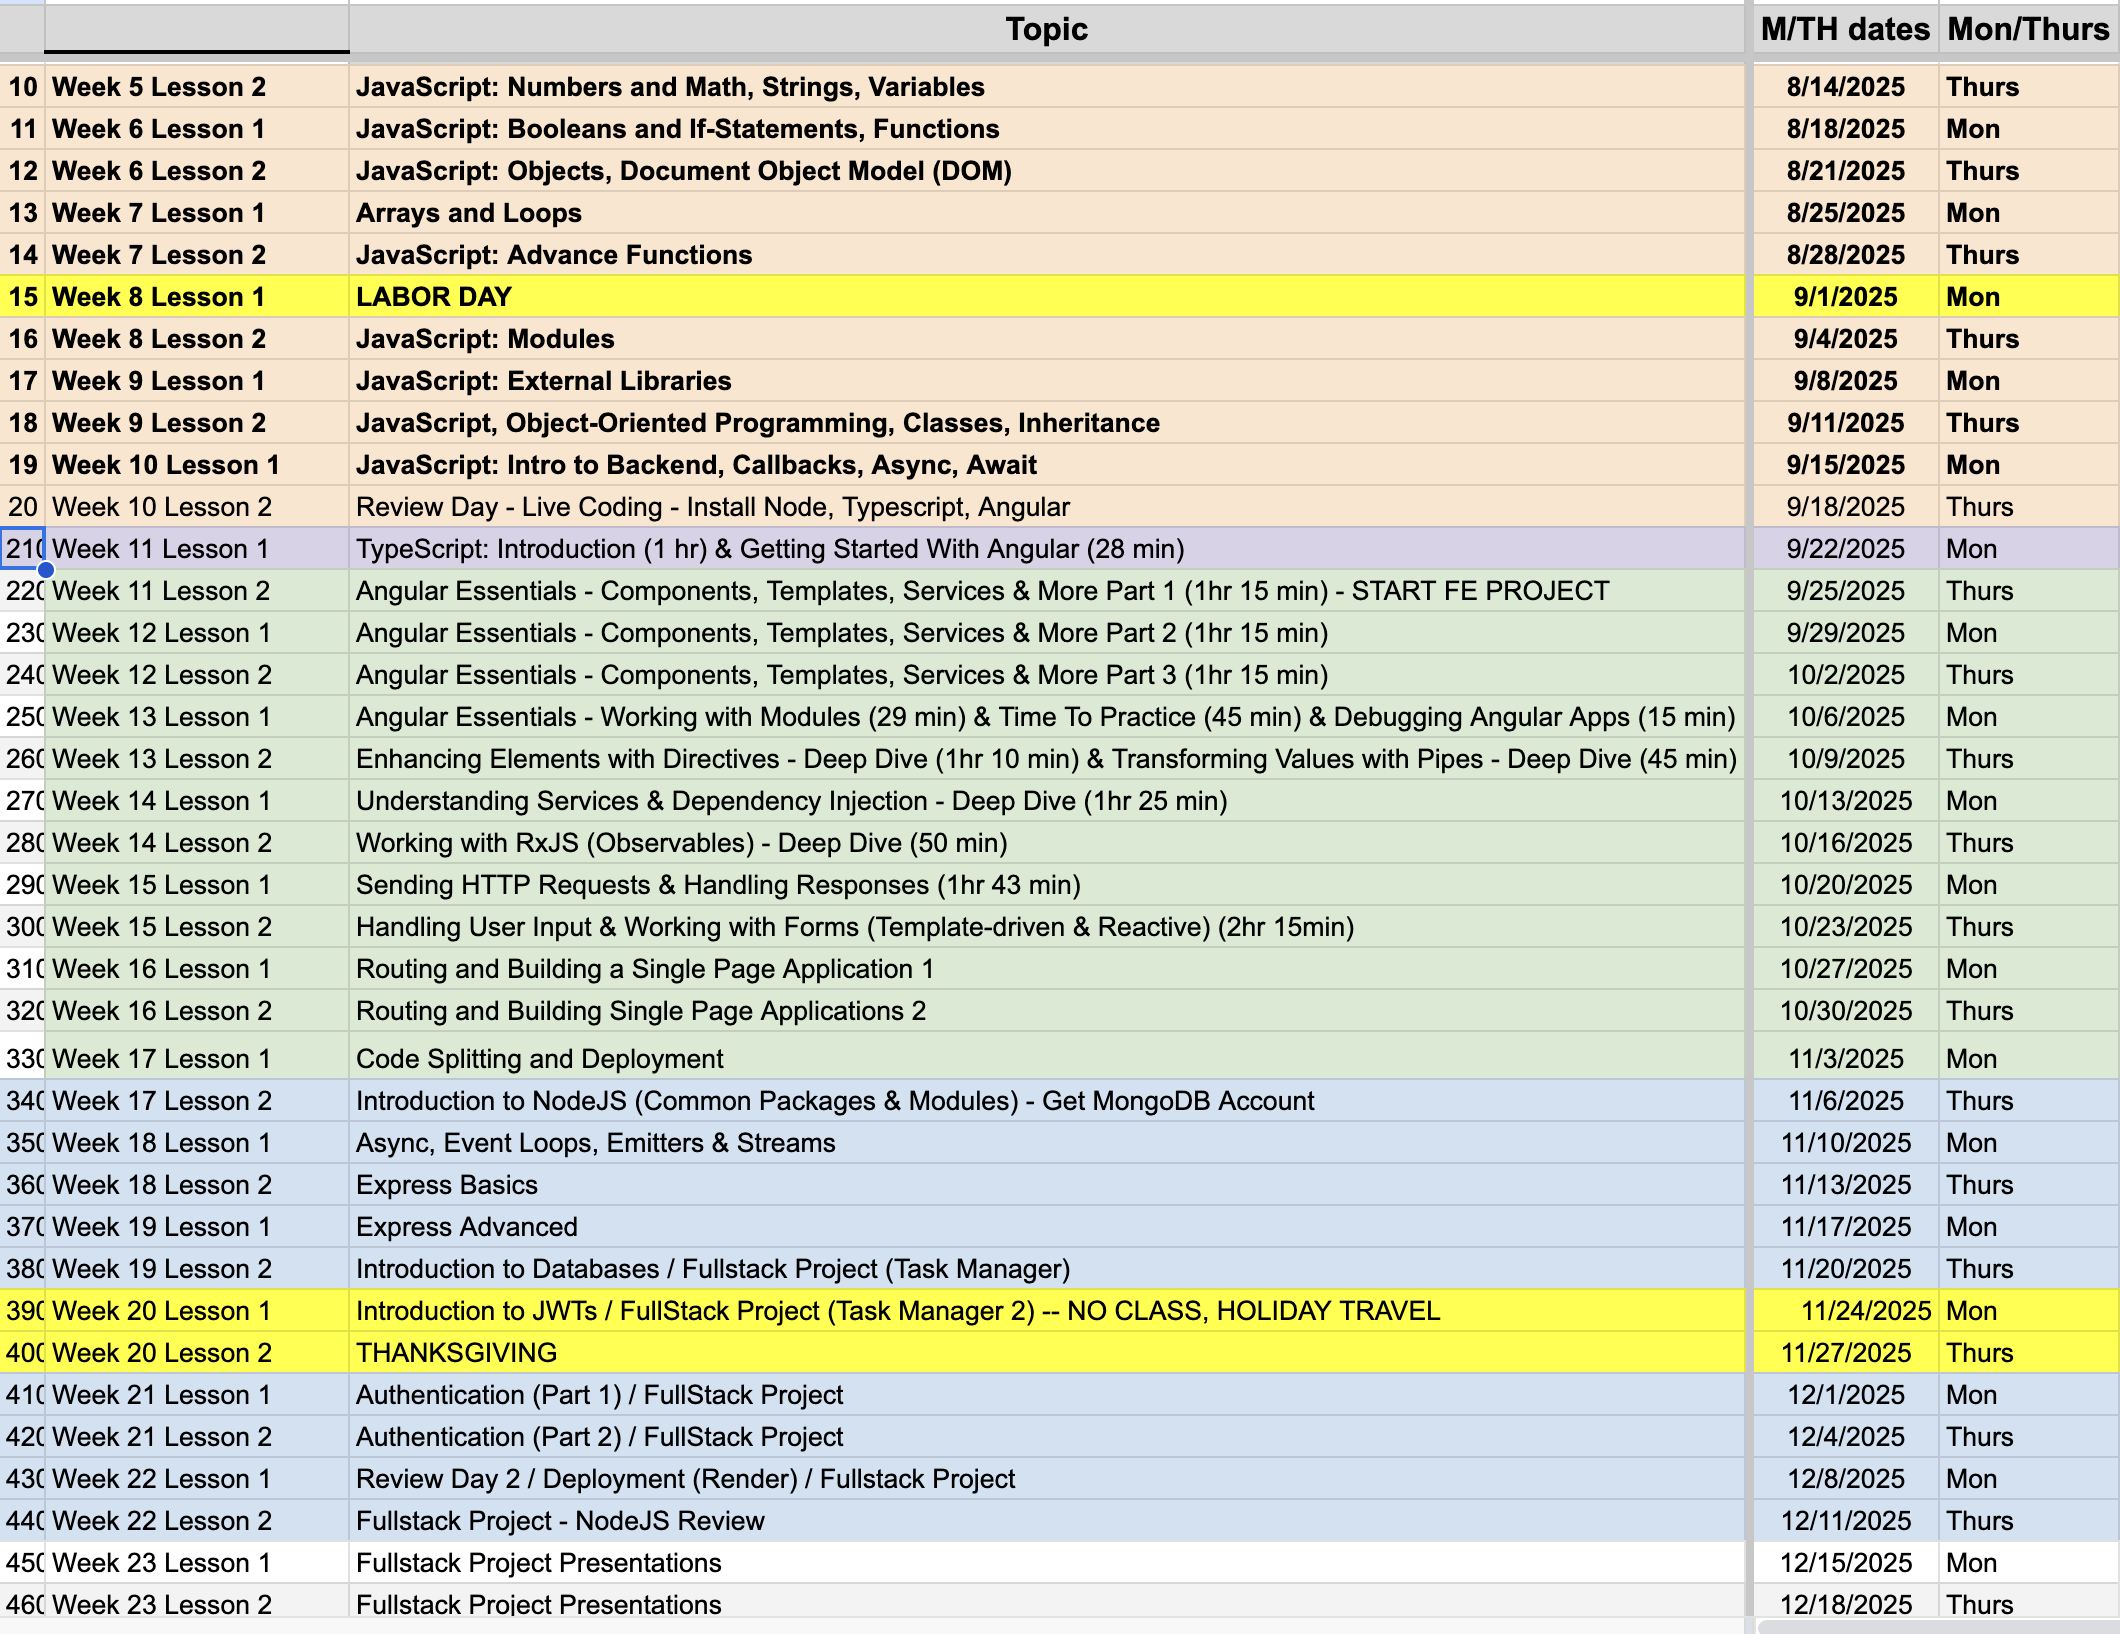 Topic M/TH dates Mon/Thurs
10 Week 5 Lesson 2 JavaScript: Numbers and Math, Strings, Variables 8/14/2025 Thurs
11 Week 6 Lesson 1 JavaScript: Booleans and If-Statements, Functions 8/18/2025 Mon
12 Week 6 Lesson 2 JavaScript: Objects, Document Object Model (DOM) 8/21/2025 Thurs
13 Week 7 Lesson 1 Arrays and Loops 8/25/2025 Mon
14 Week 7 Lesson 2 JavaScript: Advance Functions 8/28/2025 Thurs
15 Week 8 Lesson 1 LABOR DAY 9/1/2025 Mon
16 Week 8 Lesson 2 JavaScript: Modules 9/4/2025 Thurs
17 Week 9 Lesson 1 JavaScript: External Libraries 9/8/2025 Mon
18 Week 9 Lesson 2 JavaScript, Object-Oriented Programming, Classes, Inheritance 9/11/2025 Thurs
19 Week 10 Lesson 1 JavaScript: Intro to Backend, Callbacks, Async, Await 9/15/2025 Mon
20 Week 10 Lesson 2 Review Day - Live Coding - Install Node, Typescript, Angular 9/18/2025 Thurs
210 Week 11 Lesson 1 TypeScript: Introduction (1 hr) & Getting Started With Angular (28 min) 9/22/2025 Mon
220 Week 11 Lesson 2 Angular Essentials - Components, Templates, Services & More Part 1 (1hr 15 min) - START FE PROJECT 9/25/2025 Thurs
230 Week 12 Lesson 1 Angular Essentials - Components, Templates, Services & More Part 2 (1hr 15 min) 9/29/2025 Mon
240 Week 12 Lesson 2 Angular Essentials - Components, Templates, Services & More Part 3 (1hr 15 min) 10/2/2025 Thurs
250 Week 13 Lesson 1 Angular Essentials - Working with Modules (29 min) & Time To Practice (45 min) & Debugging Angular Apps (15 min) 10/6/2025 Mon
260 Week 13 Lesson 2 Enhancing Elements with Directives - Deep Dive (1hr 10 min) & Transforming Values with Pipes - Deep Dive (45 min) 10/9/2025 Thurs
270 Week 14 Lesson 1 Understanding Services & Dependency Injection - Deep Dive (1hr 25 min) 10/13/2025 Mon
280 Week 14 Lesson 2 Working with RxJS (Observables) - Deep Dive (50 min) 10/16/2025 Thurs
290 Week 15 Lesson 1 Sending HTTP Requests & Handling Responses (1hr 43 min) 10/20/2025 Mon
300 Week 15 Lesson 2 Handling User Input & Working with Forms (Template-driven & Reactive) (2hr 15min) 10/23/2025 Thurs
310 Week 16 Lesson 1 Routing and Building a Single Page Application 1 10/27/2025 Mon
320 Week 16 Lesson 2 Routing and Building Single Page Applications 2 10/30/2025 Thurs
330 Week 17 Lesson 1 Code Splitting and Deployment 11/3/2025 Mon
340 Week 17 Lesson 2 Introduction to NodeJS (Common Packages & Modules) - Get MongoDB Account 11/6/2025 Thurs
350 Week 18 Lesson 1 Async, Event Loops, Emitters & Streams 11/10/2025 Mon
360 Week 18 Lesson 2 Express Basics 11/13/2025 Thurs
370 Week 19 Lesson 1 Express Advanced 11/17/2025 Mon
380 Week 19 Lesson 2 Introduction to Databases / Fullstack Project (Task Manager) 11/20/2025 Thurs
390 Week 20 Lesson 1 Introduction to JWTs / FullStack Project (Task Manager 2) -- NO CLASS, HOLIDAY TRAVEL 11/24/2025 Mon
400 Week 20 Lesson 2 THANKSGIVING 11/27/2025 Thurs
410 Week 21 Lesson 1 Authentication (Part 1) / FullStack Project 12/1/2025 Mon
420 Week 21 Lesson 2 Authentication (Part 2) / FullStack Project 12/4/2025 Thurs
430 Week 22 Lesson 1 Review Day 2 / Deployment (Render) / Fullstack Project 12/8/2025 Mon
440 Week 22 Lesson 2 Fullstack Project - NodeJS Review 12/11/2025 Thurs
450 Week 23 Lesson 1 Fullstack Project Presentations 12/15/2025 Mon
460 Week 23 Lesson 2 Fullstack Project Presentations 12/18/2025 Thurs